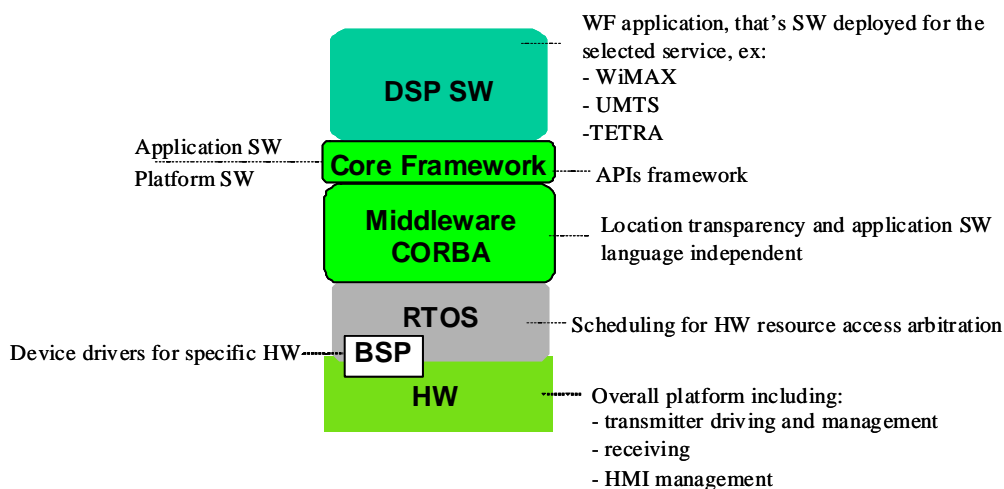 WF application, that's SW deployed for the
selected service, ex:
- WiMAX
- UMTS
-TETRA
DSP SW
Application SW
Platform SW
Core Framework
APIs framework
Middleware
CORBA
Location transparency and application SW
language independent
RTOS
Scheduling for HW resource access arbitration
Device drivers for specific HW
BSP
HW
Overall platform including:
- transmitter driving and management
- receiving
- HMI management